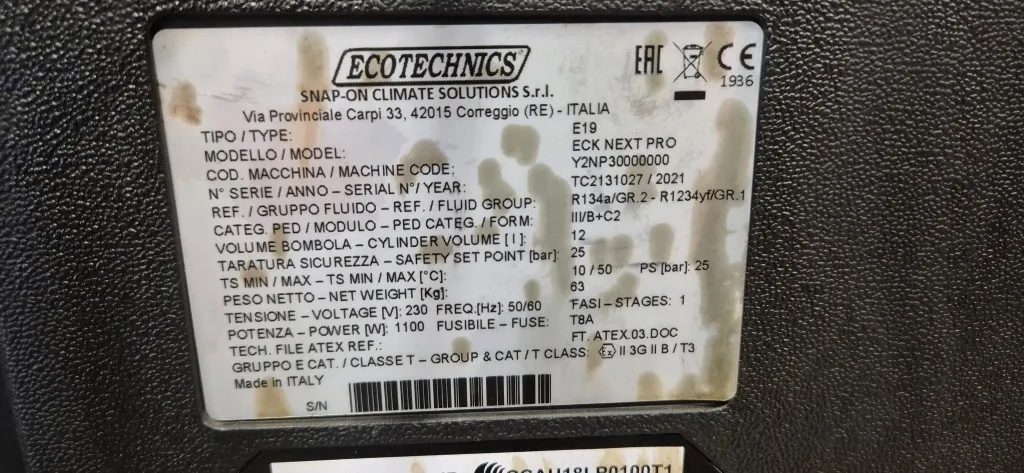 ECOTECHNICS
EAC CE
1936
SNAP-ON CLIMATE SOLUTIONS S.r.l.
Via Provinciale Carpi 33, 42015 Correggio (RE) - ITALIA
TIPO / TYPE: E19
MODELLO / MODEL: ECK NEXT PRO
COD. MACCHINA / MACHINE CODE: Y2NP30000000
N° SERIE / ANNO – SERIAL N°/ YEAR: TC2131027 / 2021
REF. / GRUPPO FLUIDO – REF. / FLUID GROUP: R134a/GR.2 - R1234yf/GR.1
CATEG. PED / MODULO – PED CATEG. / FORM: III/B+C2
VOLUME BOMBOLA – CYLINDER VOLUME [ l ]: 12
TARATURA SICUREZZA – SAFETY SET POINT [bar]: 25
TS MIN / MAX – TS MIN / MAX [°C]: 10 / 50 PS [bar]: 25
PESO NETTO – NET WEIGHT [Kg]: 63
TENSIONE – VOLTAGE [V]: 230 FREQ.[Hz]: 50/60 FASI – STAGES: 1
POTENZA – POWER [W]: 1100 FUSIBILE – FUSE: T8A
TECH. FILE ATEX REF.: FT. ATEX.03.DOC
GRUPPO E CAT. / CLASSE T – GROUP & CAT / T CLASS: Ex II 3G II B / T3
Made in ITALY
S/N